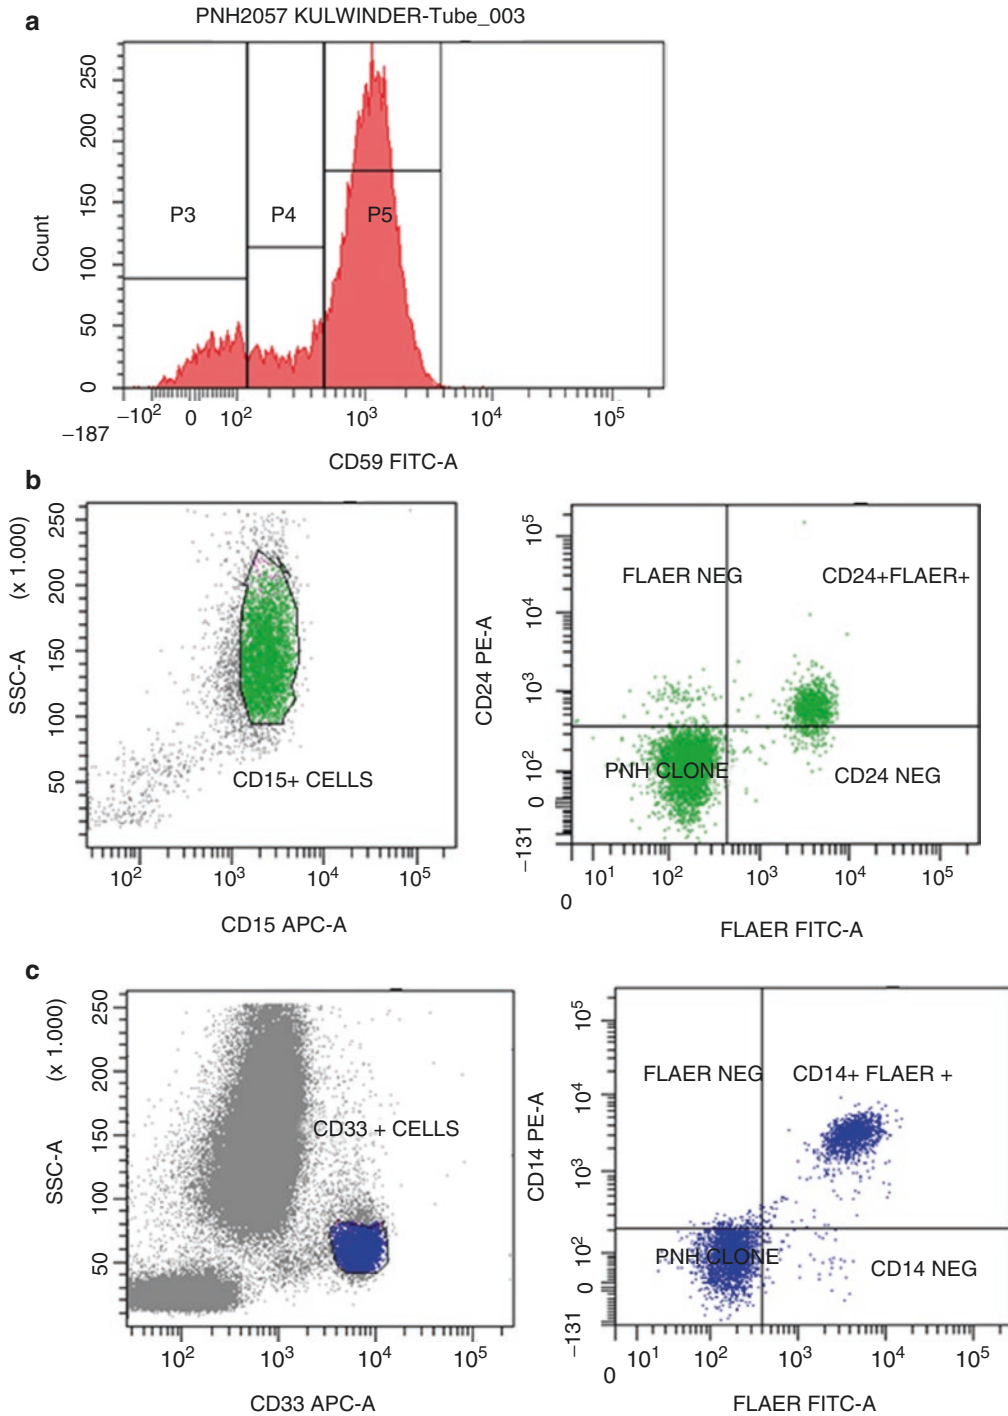 a
PNH2057 KULWINDER-Tube_003
Count
250
200
150
100
50
0
P3
P4
P5
−10² 0 10² 10³ 10⁴ 10⁵
−187
CD59 FITC-A
b
SSC-A (x 1.000)
250
200
150
100
50
CD15+ CELLS
10² 10³ 10⁴ 10⁵
CD15 APC-A
CD24 PE-A
10⁵
10⁴
10³
10²
0
−131
FLAER NEG
CD24+FLAER+
PNH CLONE
CD24 NEG
0 10¹ 10² 10³ 10⁴ 10⁵
FLAER FITC-A
c
SSC-A (x 1.000)
250
200
150
100
50
CD33 + CELLS
10² 10³ 10⁴ 10⁵
CD33 APC-A
CD14 PE-A
10⁵
10⁴
10³
10²
0
−131
FLAER NEG
CD14+ FLAER +
PNH CLONE
CD14 NEG
0 10¹ 10² 10³ 10⁴ 10⁵
FLAER FITC-A